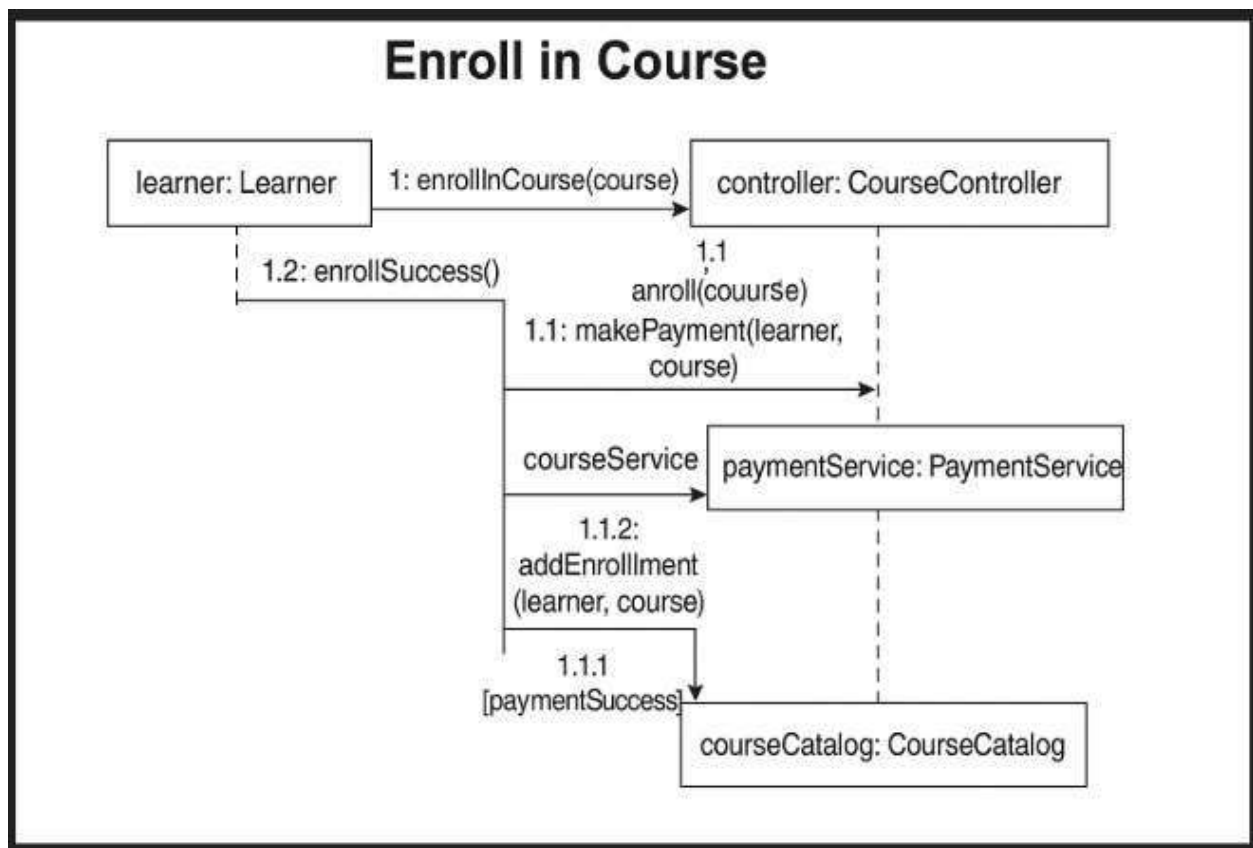 Enroll in Course
learner: Learner
1: enrollInCourse(course)
controller: CourseController
1.2: enrollSuccess()
1.1
anroll(couurse)
1.1: makePayment(learner,
course)
courseService
paymentService: PaymentService
1.1.2:
addEnrolllment
(learner, course)
1.1.1
[paymentSuccess]
courseCatalog: CourseCatalog